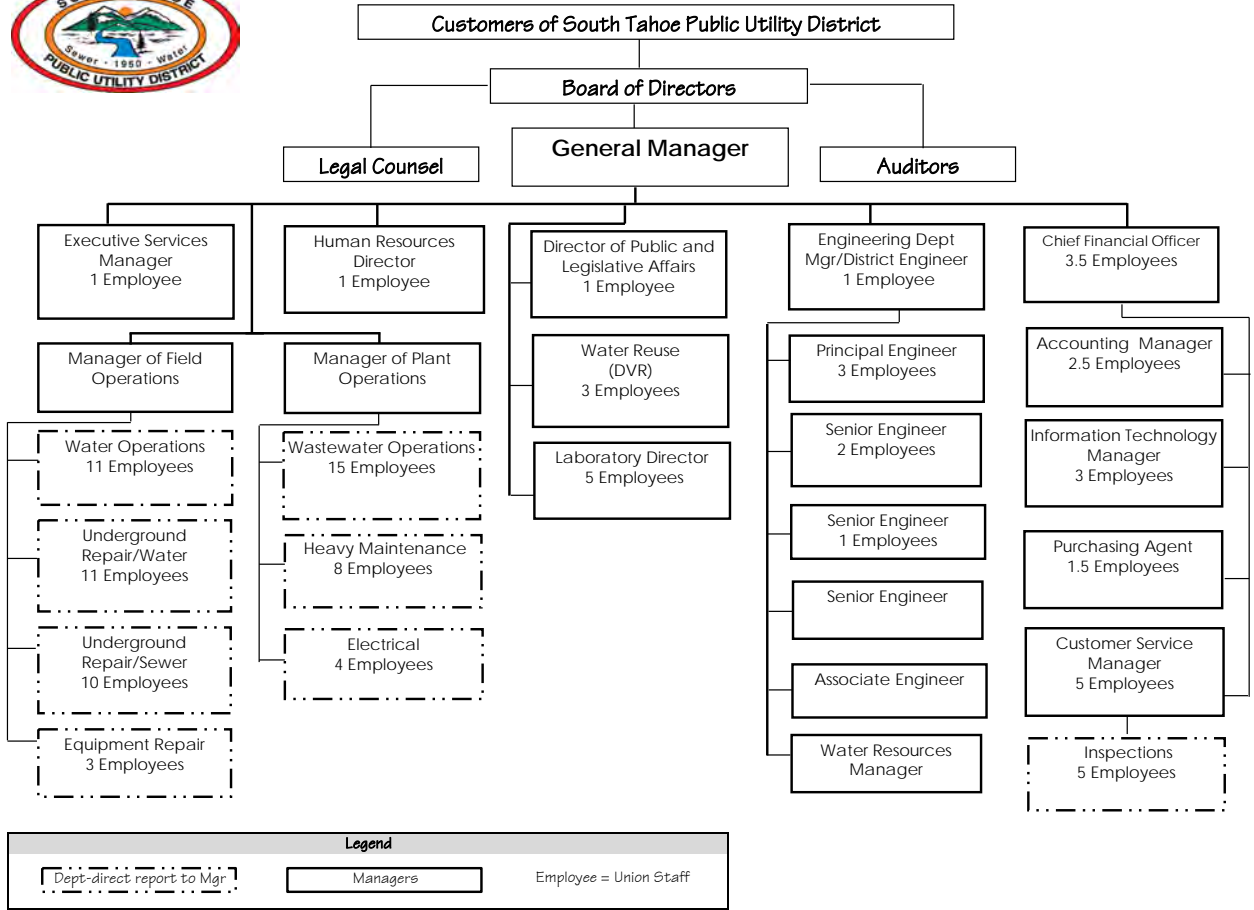 Sewer - 1950 - Water
PUBLIC UTILITY DISTRICT
Customers of South Tahoe Public Utility District
Board of Directors
Legal Counsel
General Manager
Auditors
Executive Services
Manager
1 Employee
Human Resources
Director
1 Employee
Director of Public and
Legislative Affairs
1 Employee
Engineering Dept
Mgr/District Engineer
1 Employee
Chief Financial Officer
3.5 Employees
Manager of Field
Operations
Water Operations
11 Employees
Underground
Repair/Water
11 Employees
Underground
Repair/Sewer
10 Employees
Equipment Repair
3 Employees
Manager of Plant
Operations
Wastewater Operations
15 Employees
Heavy Maintenance
8 Employees
Electrical
4 Employees
Water Reuse
(DVR)
3 Employees
Laboratory Director
5 Employees
Principal Engineer
3 Employees
Senior Engineer
2 Employees
Senior Engineer
1 Employees
Senior Engineer
Associate Engineer
Water Resources
Manager
Accounting Manager
2.5 Employees
Information Technology
Manager
3 Employees
Purchasing Agent
1.5 Employees
Customer Service
Manager
5 Employees
Inspections
5 Employees
Legend
Dept-direct report to Mgr
Managers
Employee = Union Staff